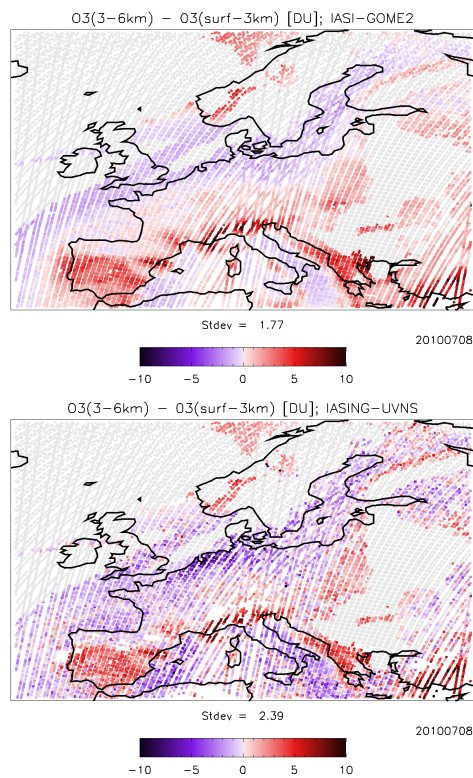 O3(3-6km) - O3(surf-3km) [DU]; IASI-GOME2
Stdev = 1.77
20100708
-10 -5 0 5 10
O3(3-6km) - O3(surf-3km) [DU]; IASING-UVNS
Stdev = 2.39
20100708
-10 -5 0 5 10